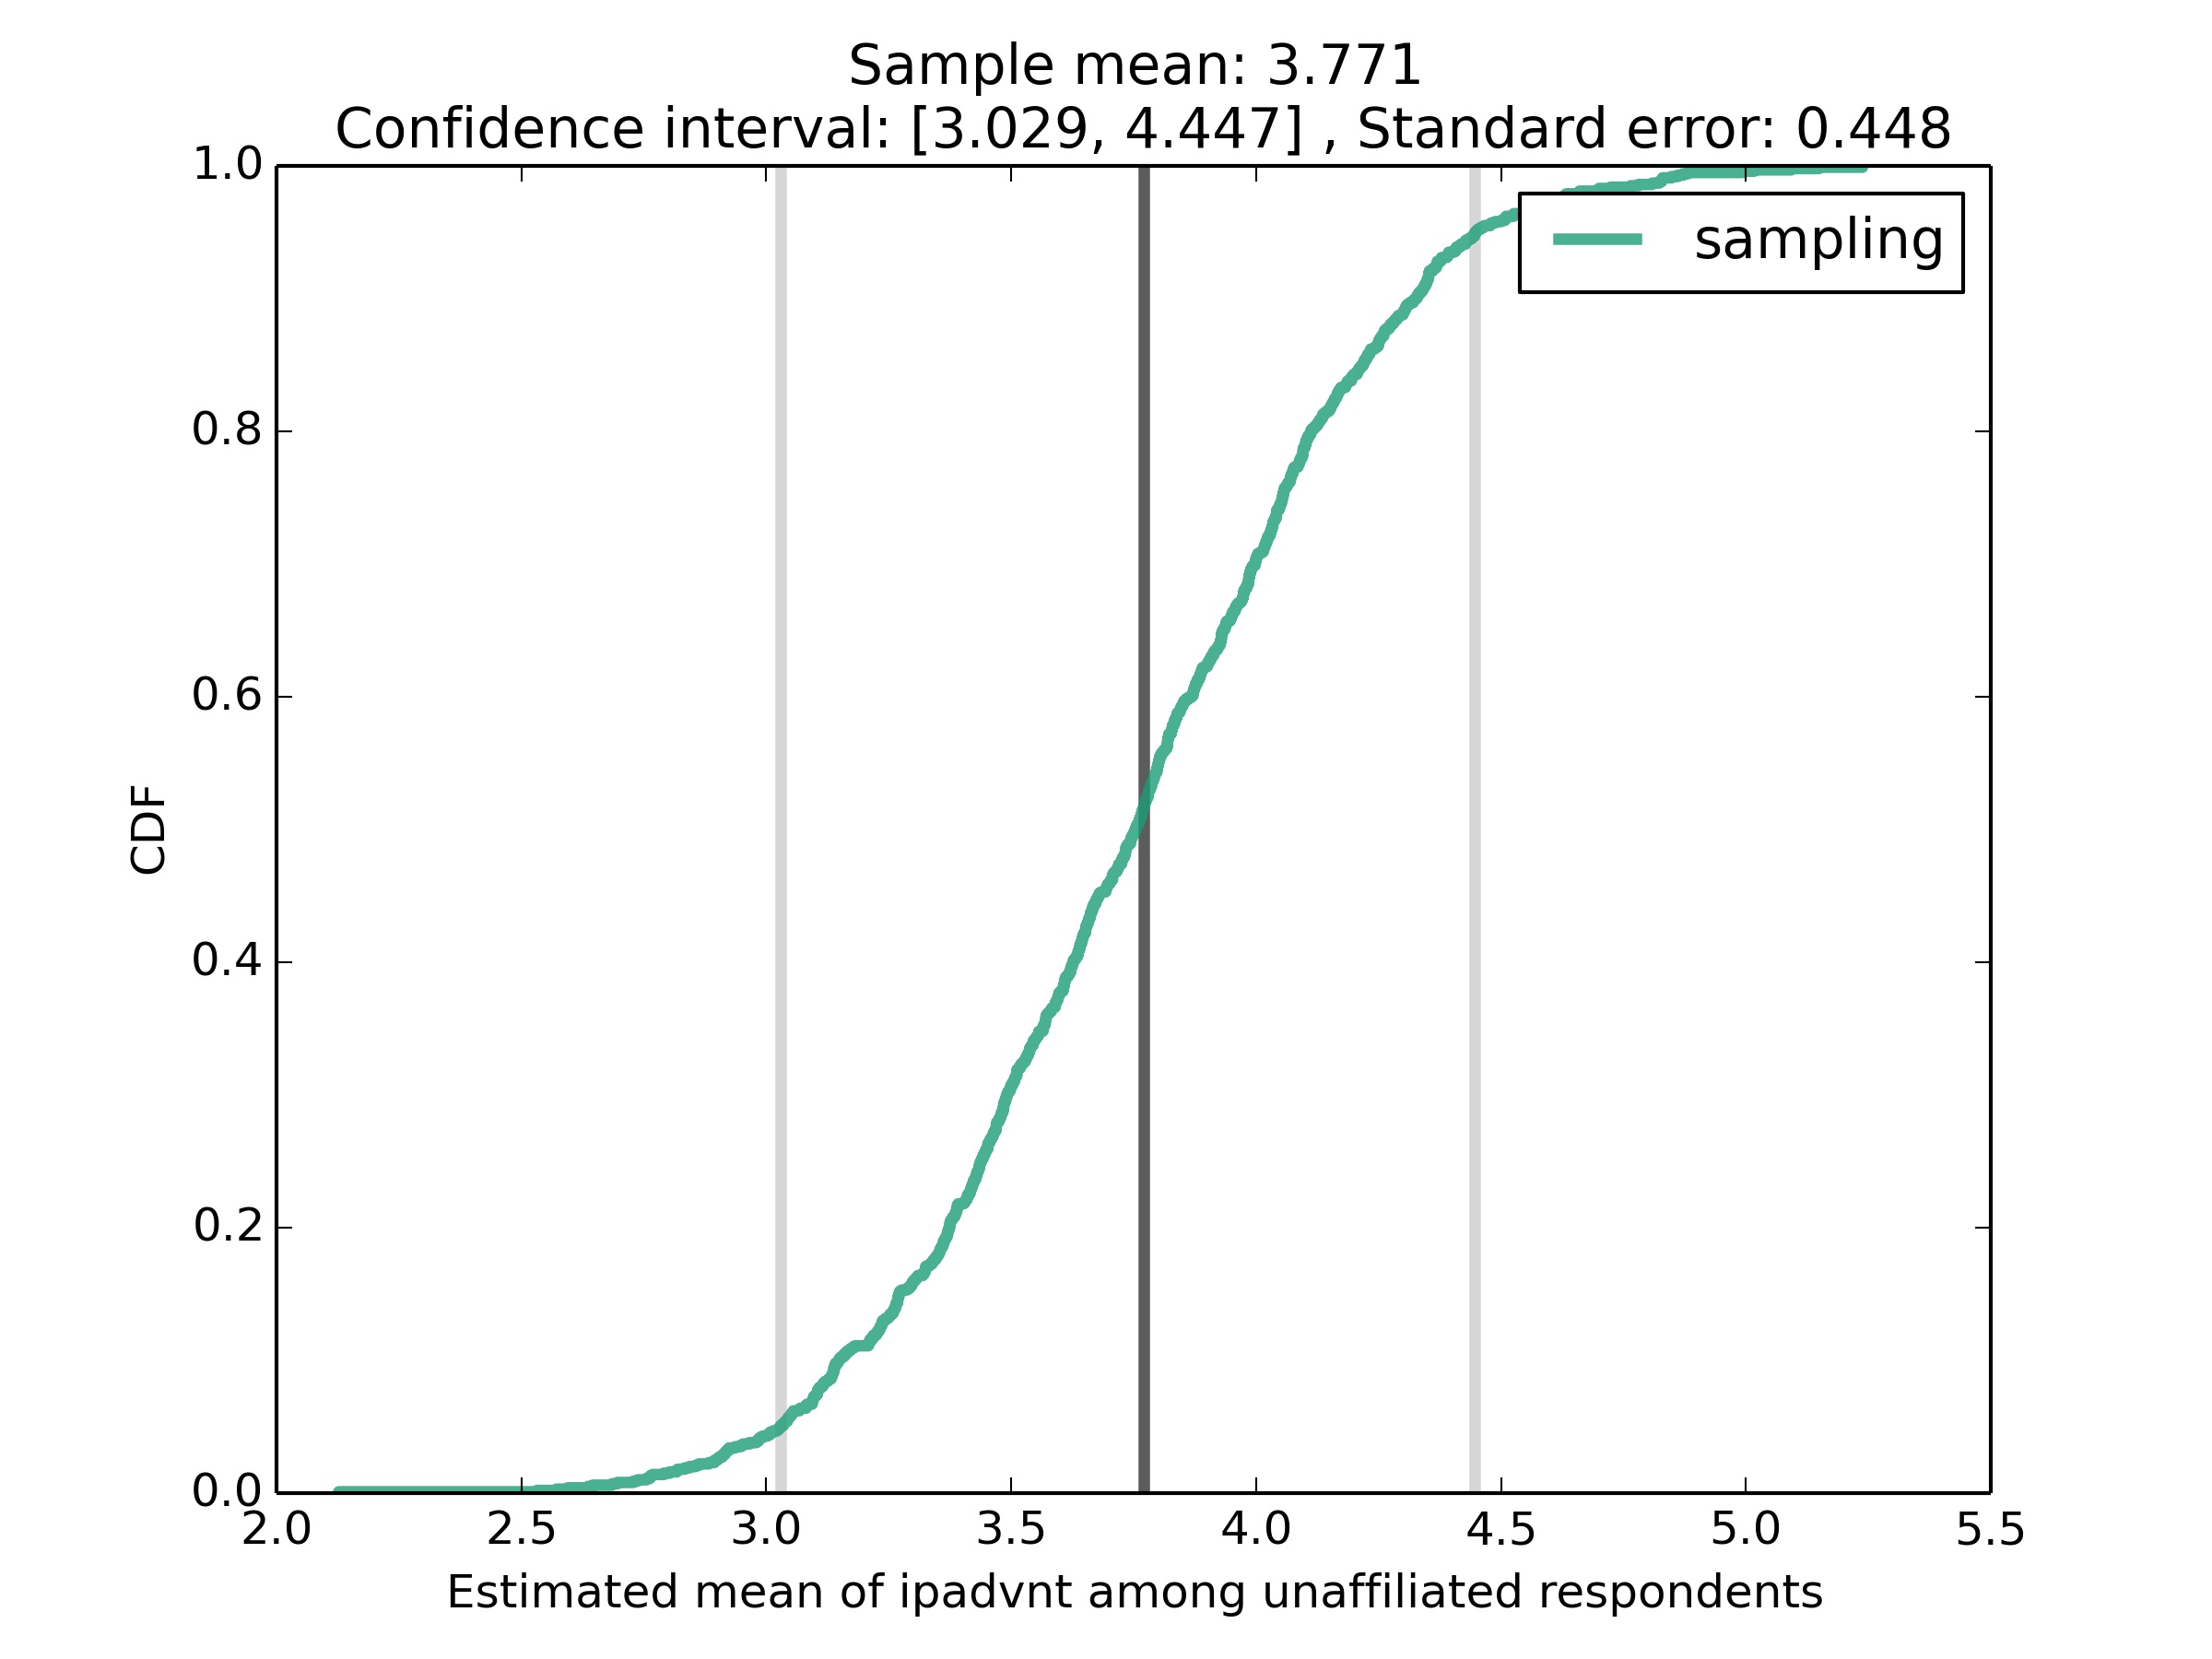 Sample mean: 3.771
Confidence interval: [3.029, 4.447] , Standard error: 0.448
1.0
sampling
0.8
0.6
CDF
0.4
0.2
0.0
2.0 2.5 3.0 3.5 4.0 4.5 5.0 5.5
Estimated mean of ipadvnt among unaffiliated respondents